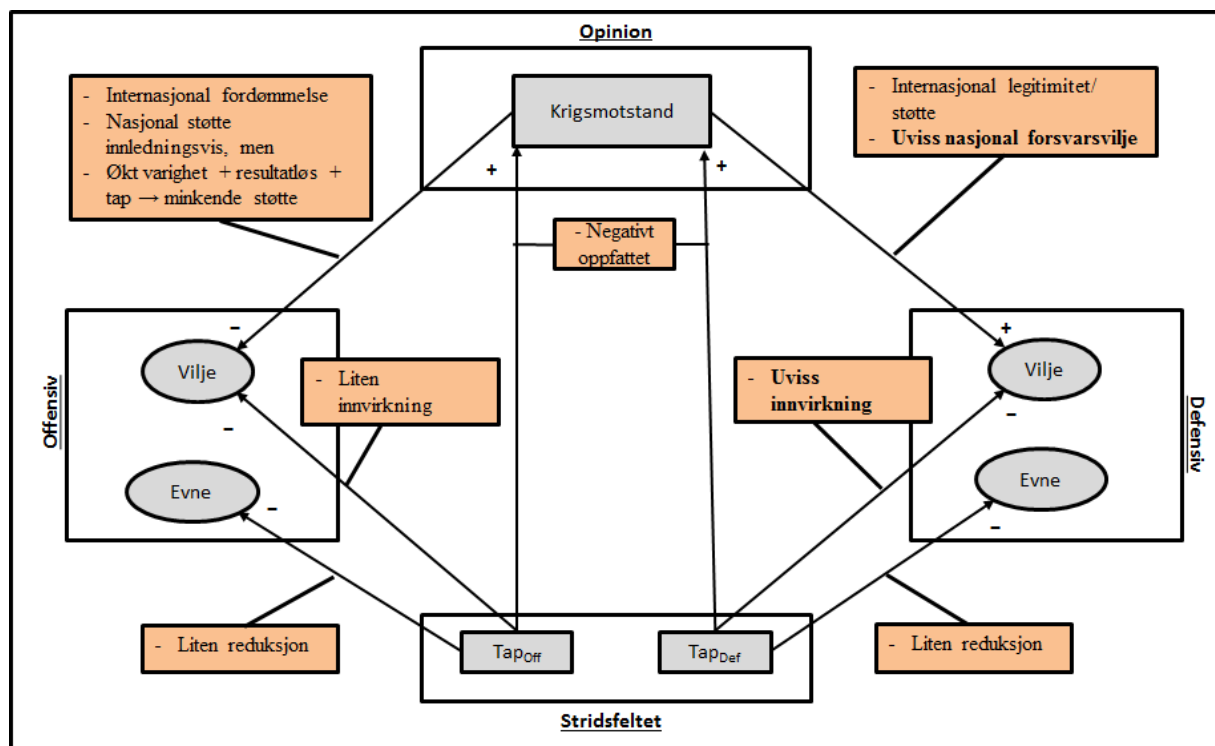 Opinion
Krigsmotstand
- Internasjonal fordømmelse
- Nasjonal støtte
innledningsvis, men
- Økt varighet + resultatløs +
tap → minkende støtte
- Internasjonal legitimitet/
støtte
- Uviss nasjonal forsvarsvilje
+
+
- Negativt
oppfattet
Offensiv
–
Vilje
–
Evne
–
- Liten
innvirkning
- Uviss
innvirkning
+
Vilje
–
Evne
–
Defensiv
- Liten reduksjon
TapOff
TapDef
- Liten reduksjon
Stridsfeltet